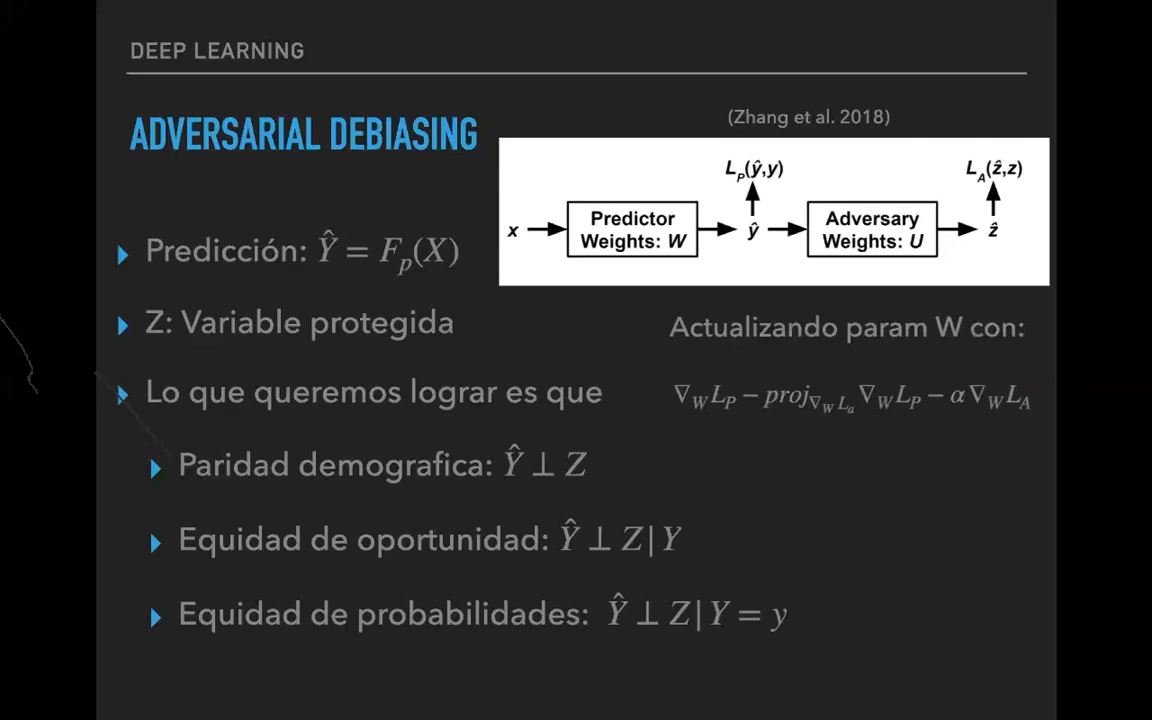 DEEP LEARNING
ADVERSARIAL DEBIASING
(Zhang et al. 2018)
L_P(ŷ,y)
L_A(ẑ,z)
x
Predictor
Weights: W
ŷ
Adversary
Weights: U
ẑ
Predicción: Ŷ = F_p(X)
Z: Variable protegida
Actualizando param W con:
Lo que queremos lograr es que
∇_W L_P − proj_{∇_W L_a} ∇_W L_P − α ∇_W L_A
Paridad demografica: Ŷ ⊥ Z
Equidad de oportunidad: Ŷ ⊥ Z | Y
Equidad de probabilidades: Ŷ ⊥ Z | Y = y